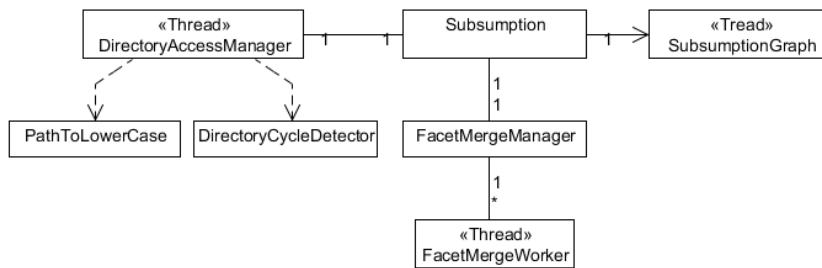 «Thread»
DirectoryAccessManager
1
1
Subsumption
1
«Tread»
SubsumptionGraph
PathToLowerCase
DirectoryCycleDetector
1
1
FacetMergeManager
1
*
«Thread»
FacetMergeWorker